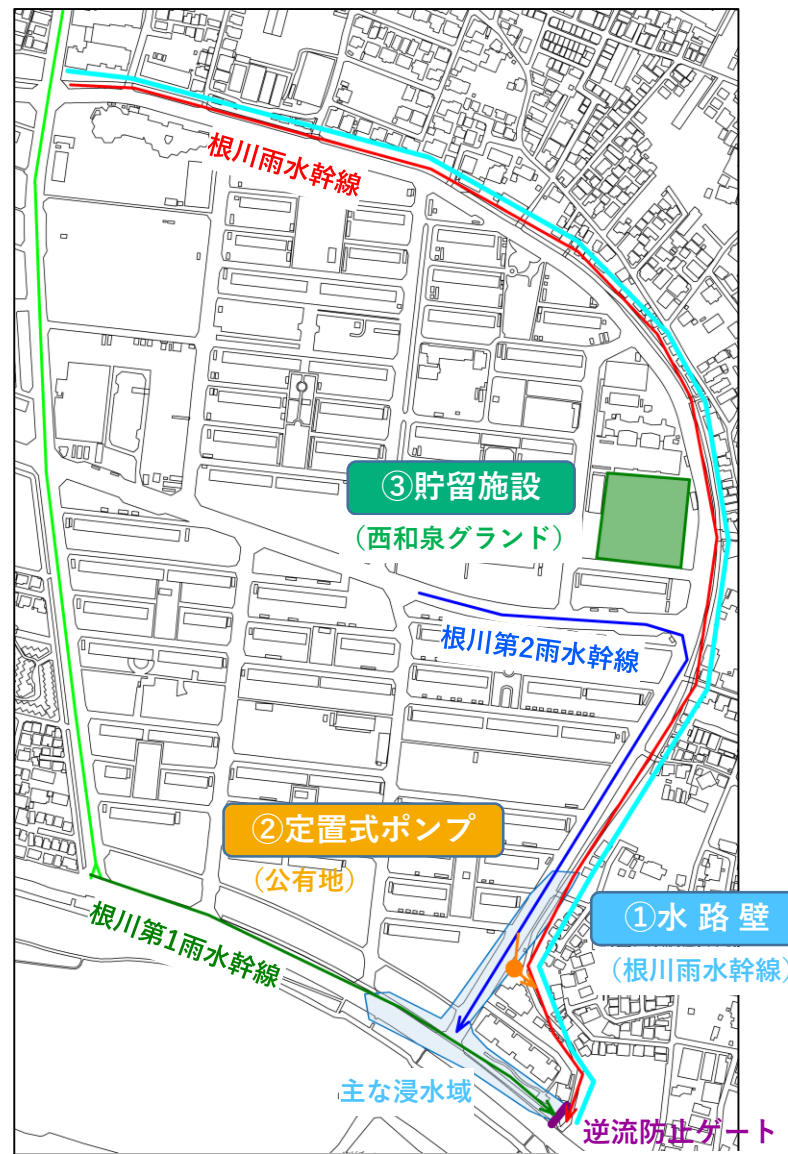 根川雨水幹線
③貯留施設
（西和泉グランド）
根川第2雨水幹線
②定置式ポンプ
（公有地）
①水路壁
（根川雨水幹線）
根川第1雨水幹線
主な浸水域
逆流防止ゲート